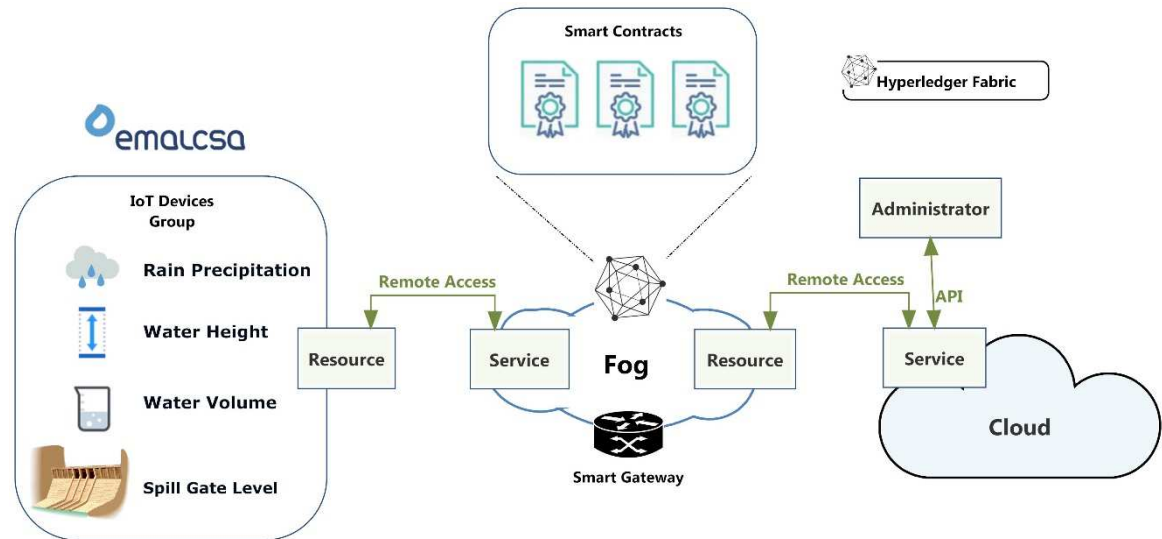 Smart Contracts
Hyperledger Fabric
emalcsa
IoT Devices
Group
Rain Precipitation
Water Height
Water Volume
Spill Gate Level
Resource
Remote Access
Service
Fog
Smart Gateway
Resource
Remote Access
Administrator
API
Service
Cloud